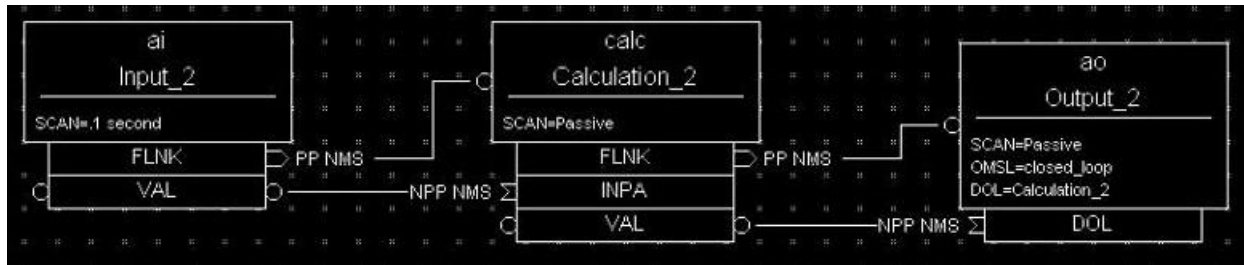 ai
Input_2
SCAN=.1 second
FLNK
PP NMS
VAL
NPP NMS
calc
Calculation_2
SCAN=Passive
FLNK
PP NMS
INPA
VAL
NPP NMS
ao
Output_2
SCAN=Passive
OMSL=closed_loop
DOL=Calculation_2
DOL